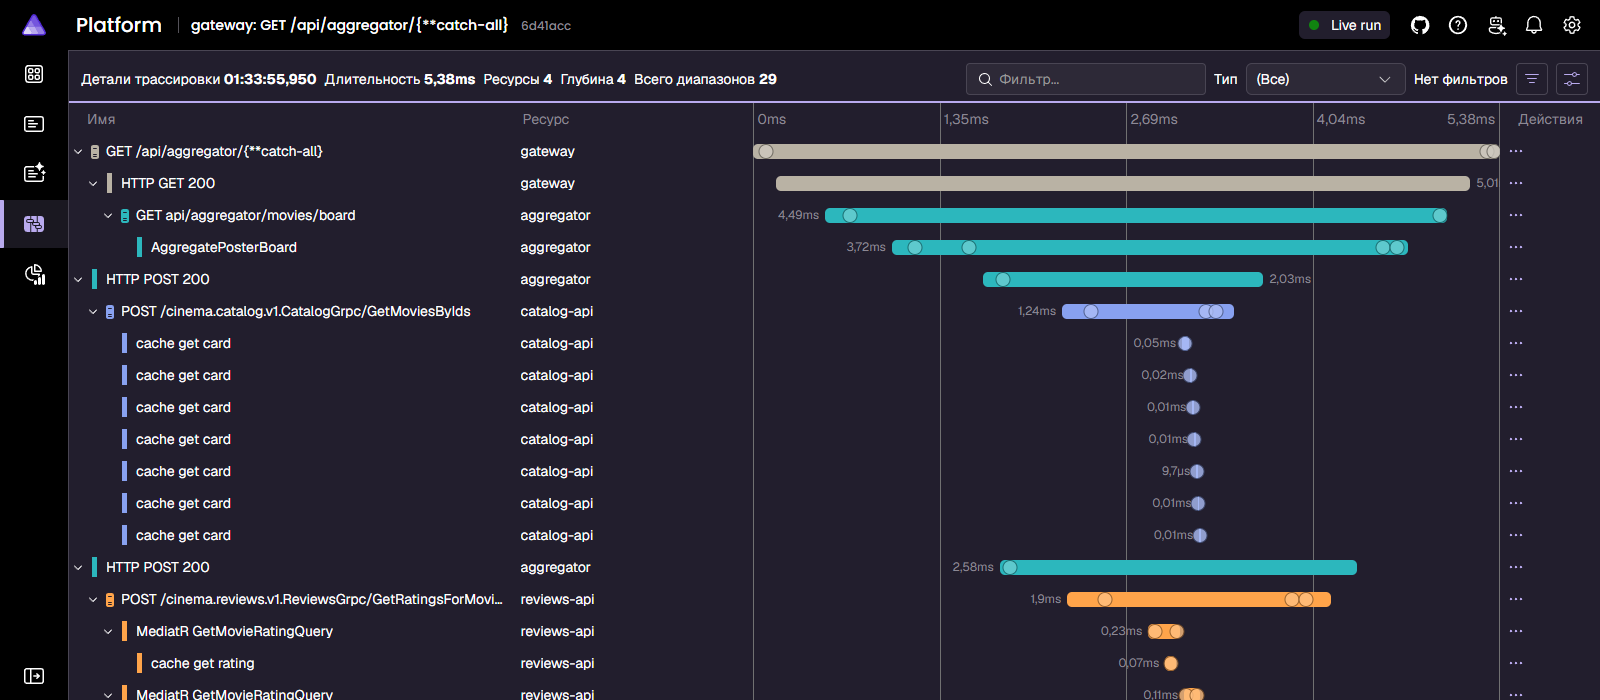 Platform gateway: GET /api/aggregator/{**catch-all} 6d41acc Live run
Детали трассировки 01:33:55,950 Длительность 5,38ms Ресурсы 4 Глубина 4 Всего диапазонов 29 Фильтр... Тип (Все) Нет фильтров
Имя Ресурс 0ms 1,35ms 2,69ms 4,04ms 5,38ms Действия
GET /api/aggregator/{**catch-all} gateway
HTTP GET 200 gateway 5,01
GET api/aggregator/movies/board aggregator 4,49ms
AggregatePosterBoard aggregator 3,72ms
HTTP POST 200 aggregator 2,03ms
POST /cinema.catalog.v1.CatalogGrpc/GetMoviesByIds catalog-api 1,24ms
cache get card catalog-api 0,05ms
cache get card catalog-api 0,02ms
cache get card catalog-api 0,01ms
cache get card catalog-api 0,01ms
cache get card catalog-api 9,7µs
cache get card catalog-api 0,01ms
cache get card catalog-api 0,01ms
HTTP POST 200 aggregator 2,58ms
POST /cinema.reviews.v1.ReviewsGrpc/GetRatingsForMovi... reviews-api 1,9ms
MediatR GetMovieRatingQuery reviews-api 0,23ms
cache get rating reviews-api 0,07ms
MediatR GetMovieRatingQuery reviews-api 0,11ms